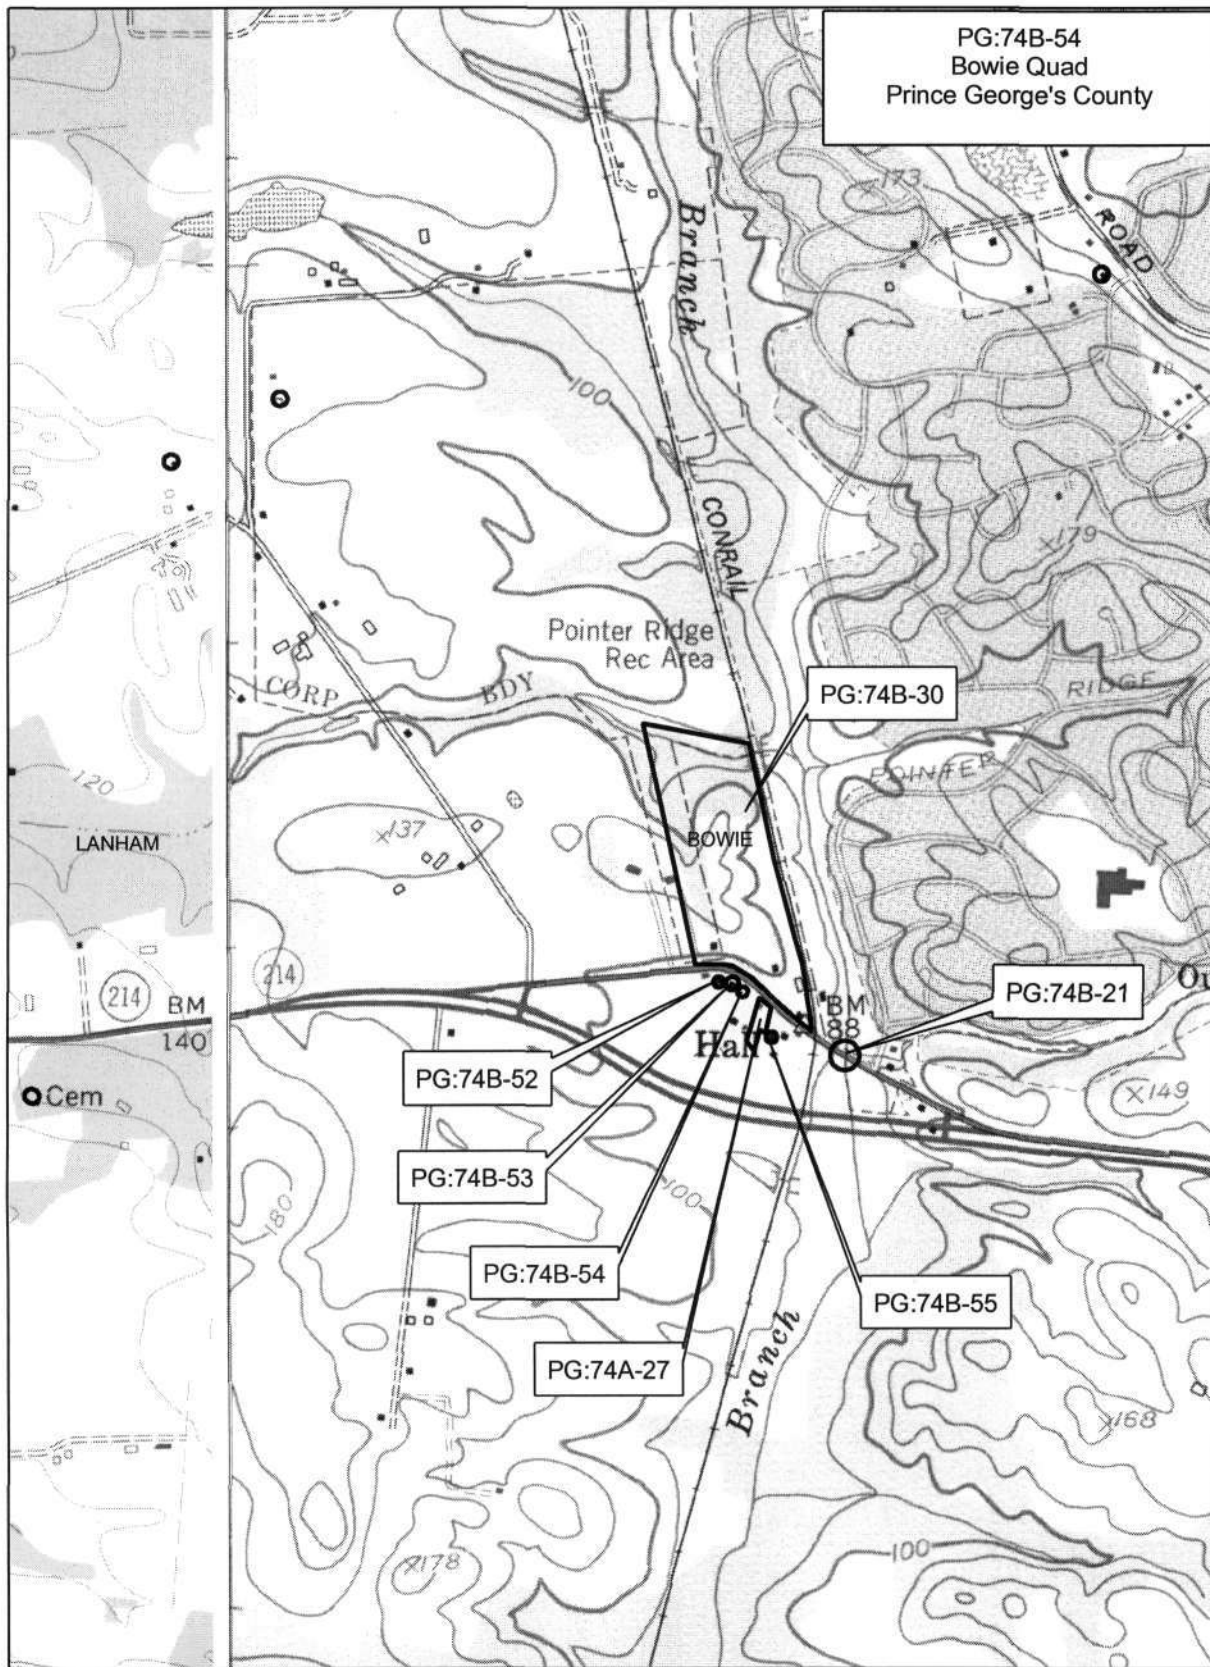 PG:74B-54
Bowie Quad
Prince George's County
173
ROAD
Branch
100
CONRAIL
179
Pointer Ridge
Rec Area
CORP
BDY
PG:74B-30
RIDGE
POINTER
120
137
LANHAM
BOWIE
214
214
BM
140
PG:74B-21
BM
88
Hall
Cem
PG:74B-52
149
PG:74B-53
100
180
PG:74B-54
PG:74B-55
PG:74A-27
Branch
168
178
100